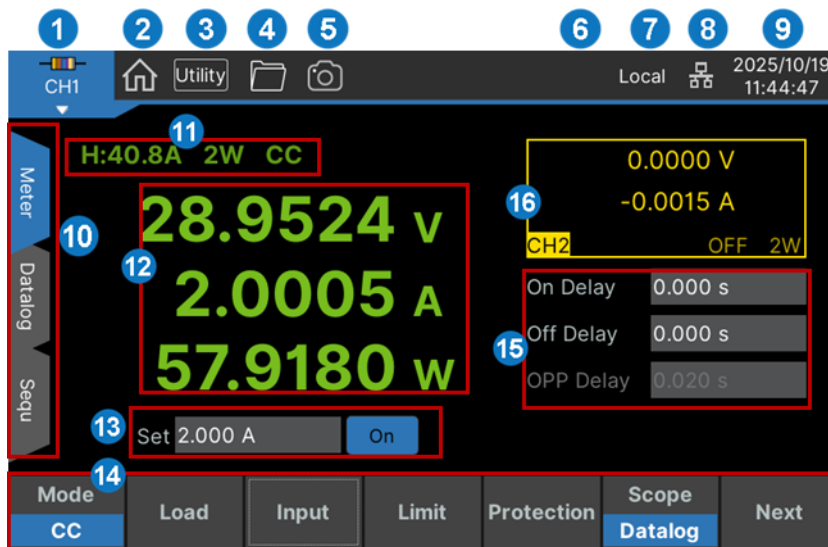 1 2 3 4 5 6 7 8 9
CH1
Utility
Local
2025/10/19
11:44:47
11
H:40.8A 2W CC
10
Meter
Datalog
Sequ
12
28.9524 V
2.0005 A
57.9180 W
16
0.0000 V
-0.0015 A
CH2 OFF 2W
15
On Delay 0.000 s
Off Delay 0.000 s
OPP Delay 0.020 s
13
Set 2.000 A On
14
Mode
CC
Load
Input
Limit
Protection
Scope
Datalog
Next